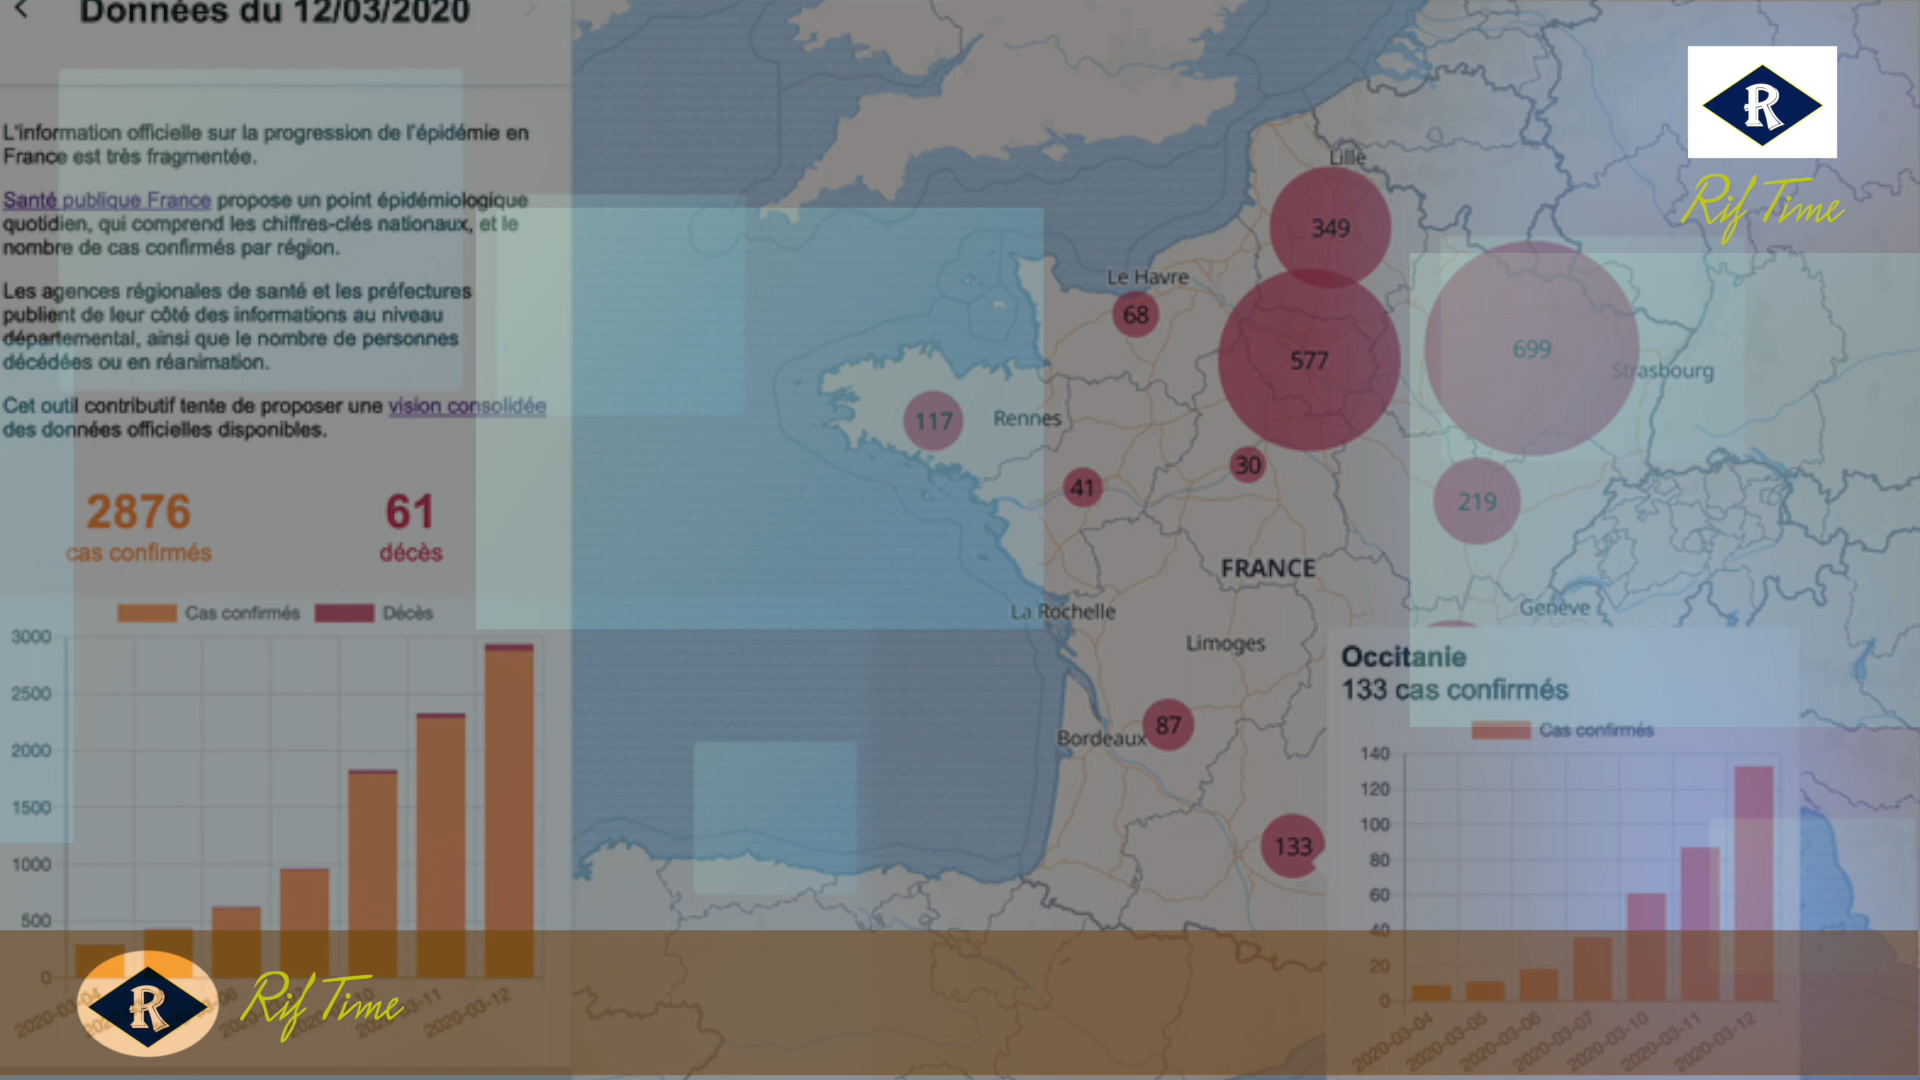 Données du 12/03/2020
L'information officielle sur la progression de l'épidémie en
France est très fragmentée.
Santé publique France propose un point épidémiologique
quotidien, qui comprend les chiffres-clés nationaux, et le
nombre de cas confirmés par région.
Les agences régionales de santé et les préfectures
publient de leur côté des informations au niveau
départemental, ainsi que le nombre de personnes
décédées ou en réanimation.
Cet outil contributif tente de proposer une vision consolidée
des données officielles disponibles.
2876
cas confirmés
61
décès
Cas confirmés
Décès
3000
2500
2000
1500
1000
500
0
2020-03-04
2020-03-11
2020-03-12
R
Rif Time
Lille
349
Le Havre
68
577
699
Strasbourg
117
Rennes
41
30
219
FRANCE
La Rochelle
Genève
Limoges
Bordeaux
87
133
Occitanie
133 cas confirmés
Cas confirmés
140
120
100
80
60
40
20
0
2020-03-04
2020-03-05
2020-03-06
2020-03-07
2020-03-10
2020-03-11
2020-03-12
R
Rif Time